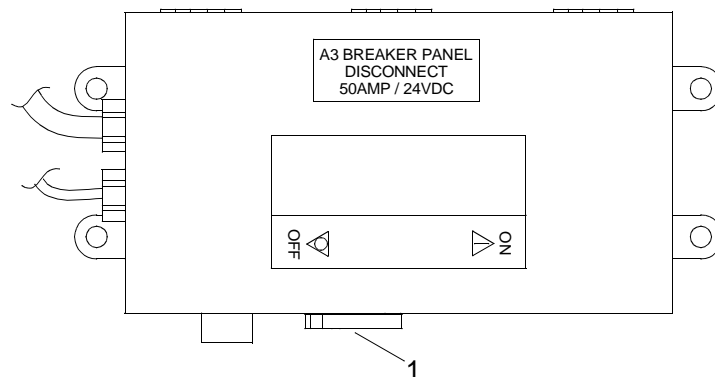 A3 BREAKER PANEL
DISCONNECT
50AMP / 24VDC
OFF
ON
1